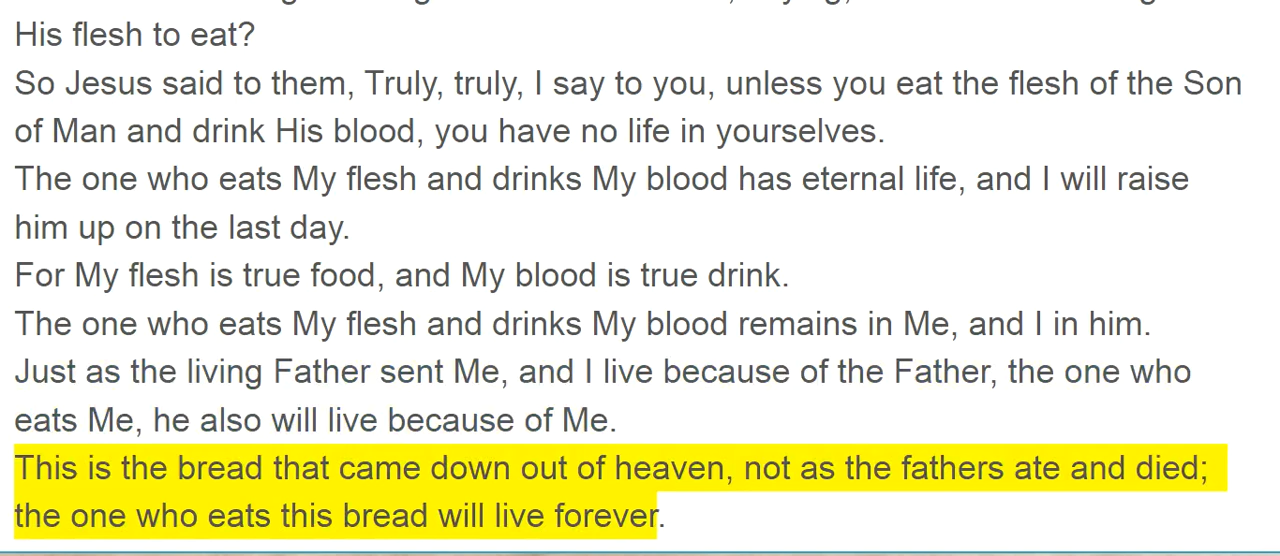 His flesh to eat?
So Jesus said to them, Truly, truly, I say to you, unless you eat the flesh of the Son
of Man and drink His blood, you have no life in yourselves.
The one who eats My flesh and drinks My blood has eternal life, and I will raise
him up on the last day.
For My flesh is true food, and My blood is true drink.
The one who eats My flesh and drinks My blood remains in Me, and I in him.
Just as the living Father sent Me, and I live because of the Father, the one who
eats Me, he also will live because of Me.
This is the bread that came down out of heaven, not as the fathers ate and died;
the one who eats this bread will live forever.